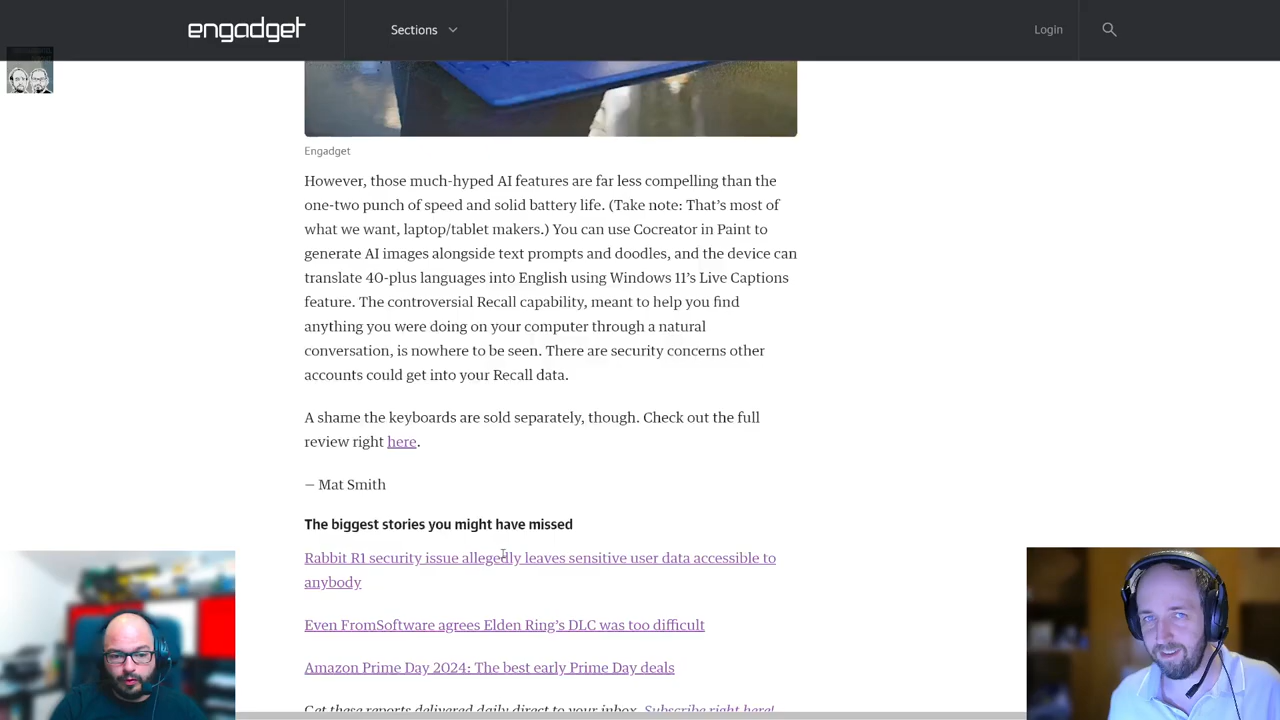 engadget
Sections
Login
Engadget
However, those much-hyped AI features are far less compelling than the
one-two punch of speed and solid battery life. (Take note: That’s most of
what we want, laptop/tablet makers.) You can use Cocreator in Paint to
generate AI images alongside text prompts and doodles, and the device can
translate 40-plus languages into English using Windows 11’s Live Captions
feature. The controversial Recall capability, meant to help you find
anything you were doing on your computer through a natural
conversation, is nowhere to be seen. There are security concerns other
accounts could get into your Recall data.
A shame the keyboards are sold separately, though. Check out the full
review right here.
— Mat Smith
The biggest stories you might have missed
Rabbit R1 security issue allegedly leaves sensitive user data accessible to
anybody
Even FromSoftware agrees Elden Ring’s DLC was too difficult
Amazon Prime Day 2024: The best early Prime Day deals
Get these reports delivered daily direct to your inbox. Subscribe right here!